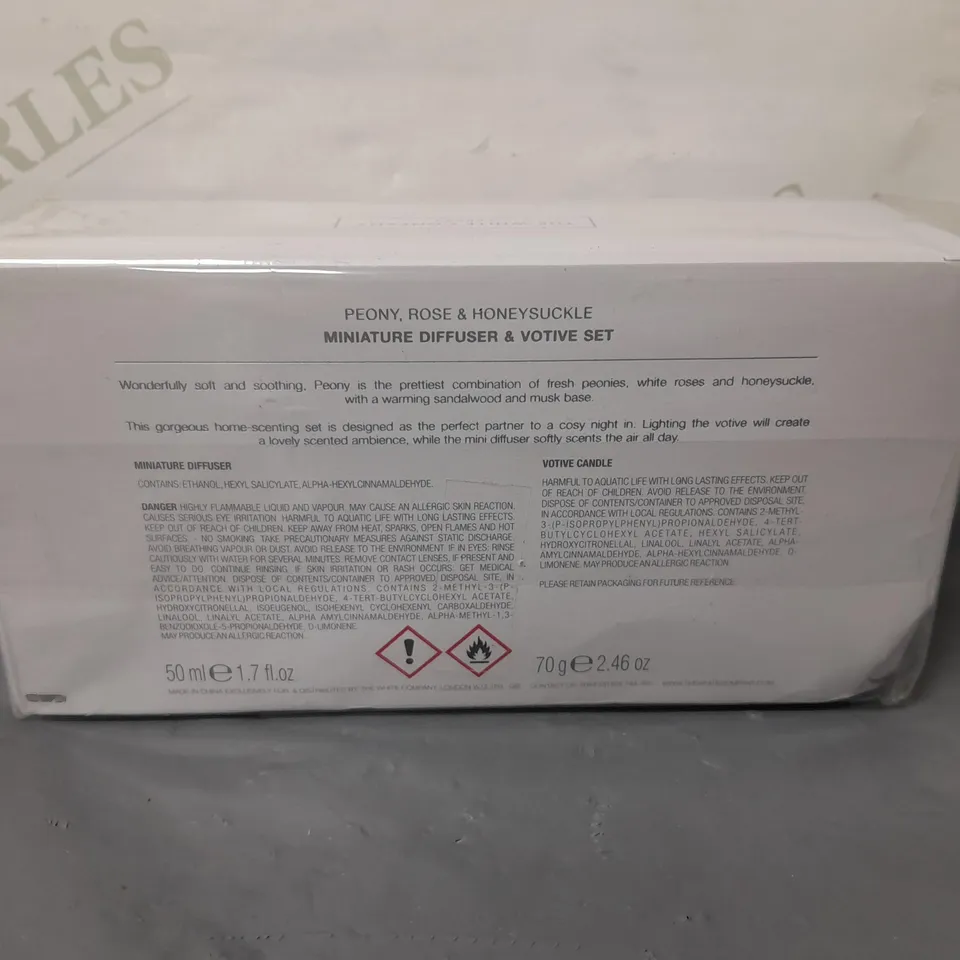 RLES
PEONY, ROSE & HONEYSUCKLE
MINIATURE DIFFUSER & VOTIVE SET
Wonderfully soft and soothing, Peony is the prettiest combination of fresh peonies, white roses and honeysuckle,
with a warming sandalwood and musk base.
This gorgeous home-scenting set is designed as the perfect partner to a cosy night in. Lighting the votive will create
a lovely scented ambience, while the mini diffuser softly scents the air all day.
MINIATURE DIFFUSER
CONTAINS: ETHANOL, HEXYL SALICYLATE, ALPHA-HEXYLCINNAMALDEHYDE.
DANGER HIGHLY FLAMMABLE LIQUID AND VAPOUR. MAY CAUSE AN ALLERGIC SKIN REACTION.
CAUSES SERIOUS EYE IRRITATION. HARMFUL TO AQUATIC LIFE WITH LONG LASTING EFFECTS.
KEEP OUT OF REACH OF CHILDREN. KEEP AWAY FROM HEAT, SPARKS, OPEN FLAMES AND HOT
SURFACES. - NO SMOKING. TAKE PRECAUTIONARY MEASURES AGAINST STATIC DISCHARGE.
AVOID BREATHING VAPOUR OR DUST. AVOID RELEASE TO THE ENVIRONMENT. IF IN EYES: RINSE
CAUTIOUSLY WITH WATER FOR SEVERAL MINUTES. REMOVE CONTACT LENSES, IF PRESENT AND
EASY TO DO. CONTINUE RINSING. IF SKIN IRRITATION OR RASH OCCURS: GET MEDICAL
ADVICE/ATTENTION. DISPOSE OF CONTENTS/CONTAINER TO APPROVED DISPOSAL SITE, IN
ACCORDANCE WITH LOCAL REGULATIONS. CONTAINS 2-METHYL-3-(P-
ISOPROPYLPHENYL)PROPIONALDEHYDE, 4-TERT-BUTYLCYCLOHEXYL ACETATE,
HYDROXYCITRONELLAL, ISOEUGENOL, ISOHEXENYL CYCLOHEXENYL CARBOXALDEHYDE,
LINALOOL, LINALYL ACETATE, ALPHA AMYLCINNAMALDEHYDE, ALPHA-METHYL-1,3-
BENZODIOXOLE-5-PROPIONALDEHYDE, D-LIMONENE.
MAY PRODUCE AN ALLERGIC REACTION.
50 ml e 1.7 fl.oz
VOTIVE CANDLE
HARMFUL TO AQUATIC LIFE WITH LONG LASTING EFFECTS. KEEP OUT
OF REACH OF CHILDREN. AVOID RELEASE TO THE ENVIRONMENT.
DISPOSE OF CONTENTS/CONTAINER TO APPROVED DISPOSAL SITE,
IN ACCORDANCE WITH LOCAL REGULATIONS. CONTAINS 2-METHYL-
3-(P-ISOPROPYLPHENYL)PROPIONALDEHYDE, 4-TERT-
BUTYLCYCLOHEXYL ACETATE, HEXYL SALICYLATE,
HYDROXYCITRONELLAL, LINALOOL, LINALYL ACETATE, ALPHA-
AMYLCINNAMALDEHYDE, ALPHA-HEXYLCINNAMALDEHYDE, D-
LIMONENE. MAY PRODUCE AN ALLERGIC REACTION.
PLEASE RETAIN PACKAGING FOR FUTURE REFERENCE.
70 g e 2.46 oz
MADE IN CHINA EXCLUSIVELY FOR & DISTRIBUTED BY THE WHITE COMPANY, LONDON